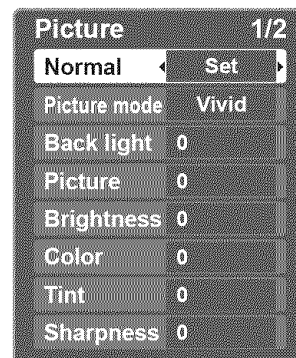 Picture 1/2
Normal Set
Picture mode Vivid
Back light 0
Picture 0
Brightness 0
Color 0
Tint 0
Sharpness 0